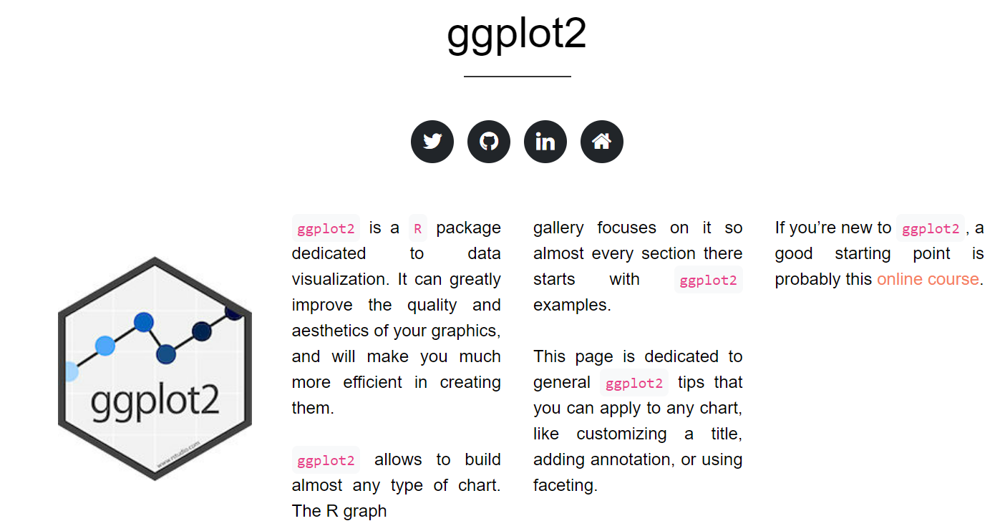 ggplot2
in
ggplot2
www.rstudio.com
ggplot2 is a R package
dedicated to data
visualization. It can greatly
improve the quality and
aesthetics of your graphics,
and will make you much
more efficient in creating
them.
ggplot2 allows to build
almost any type of chart.
The R graph
gallery focuses on it so
almost every section there
starts with ggplot2
examples.
This page is dedicated to
general ggplot2 tips that
you can apply to any chart,
like customizing a title,
adding annotation, or using
faceting.
If you’re new to ggplot2, a
good starting point is
probably this online course.